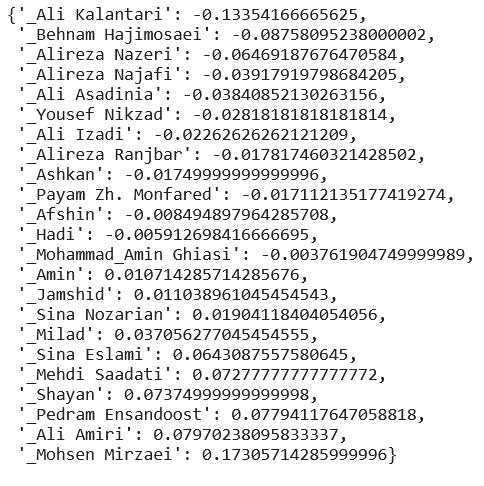 {'_Ali Kalantari': -0.13354166665625,
'_Behnam Hajimosaei': -0.08758095238000002,
'_Alireza Nazeri': -0.06469187676470584,
'_Alireza Najafi': -0.03917919798684205,
'_Ali Asadinia': -0.03840852130263156,
'_Yousef Nikzad': -0.02818181818181814,
'_Ali Izadi': -0.02262626262121209,
'_Alireza Ranjbar': -0.017817460321428502,
'_Ashkan': -0.01749999999999996,
'_Payam Zh. Monfared': -0.017112135177419274,
'_Afshin': -0.008494897964285708,
'_Hadi': -0.005912698416666695,
'_Mohammad_Amin Ghiasi': -0.003761904749999989,
'_Amin': 0.010714285714285676,
'_Jamshid': 0.011038961045454543,
'_Sina Nozarian': 0.01904118404054056,
'_Milad': 0.037056277045454555,
'_Sina Eslami': 0.0643087557580645,
'_Mehdi Saadati': 0.07277777777777772,
'_Shayan': 0.07374999999999998,
'_Pedram Ensandoost': 0.07794117647058818,
'_Ali Amiri': 0.07970238095833337,
'_Mohsen Mirzaei': 0.17305714285999996}